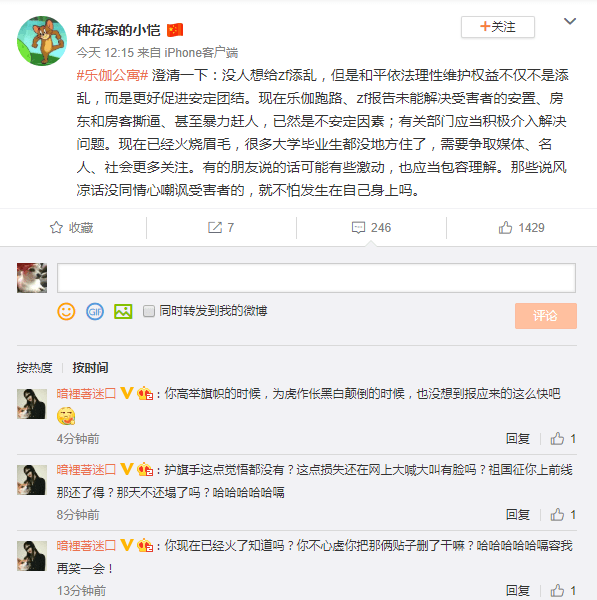 种花家的小恺
+关注
今天 12:15 来自 iPhone客户端
#乐伽公寓# 澄清一下：没人想给zf添乱，但是和平依法理性维护权益不仅不是添
乱，而是更好促进安定团结。现在乐伽跑路、zf报告未能解决受害者的安置、房
东和房客撕逼、甚至暴力赶人，已然是不安定因素；有关部门应当积极介入解决
问题。现在已经火烧眉毛，很多大学毕业生都没地方住了，需要争取媒体、名
人、社会更多关注。有的朋友说的话可能有些激动，也应当包容理解。那些说风
凉话没同情心嘲讽受害者的，就不怕发生在自己身上吗。
收藏
7
246
1429
GIF
同时转发到我的微博
评论
按热度
按时间
暗裡著迷囗
：你高举旗帜的时候，为虎作伥黑白颠倒的时候，也没想到报应来的这么快吧
4分钟前
回复
1
暗裡著迷囗
：护旗手这点觉悟都没有？这点损失还在网上大喊大叫有脸吗？祖国征你上前线
那还了得？那天不还塌了吗？哈哈哈哈哈嗝
8分钟前
回复
1
暗裡著迷囗
：你现在已经火了知道吗？你不心虚你把那俩贴子删了干嘛？哈哈哈哈哈嗝容我
再笑一会！
13分钟前
回复
1